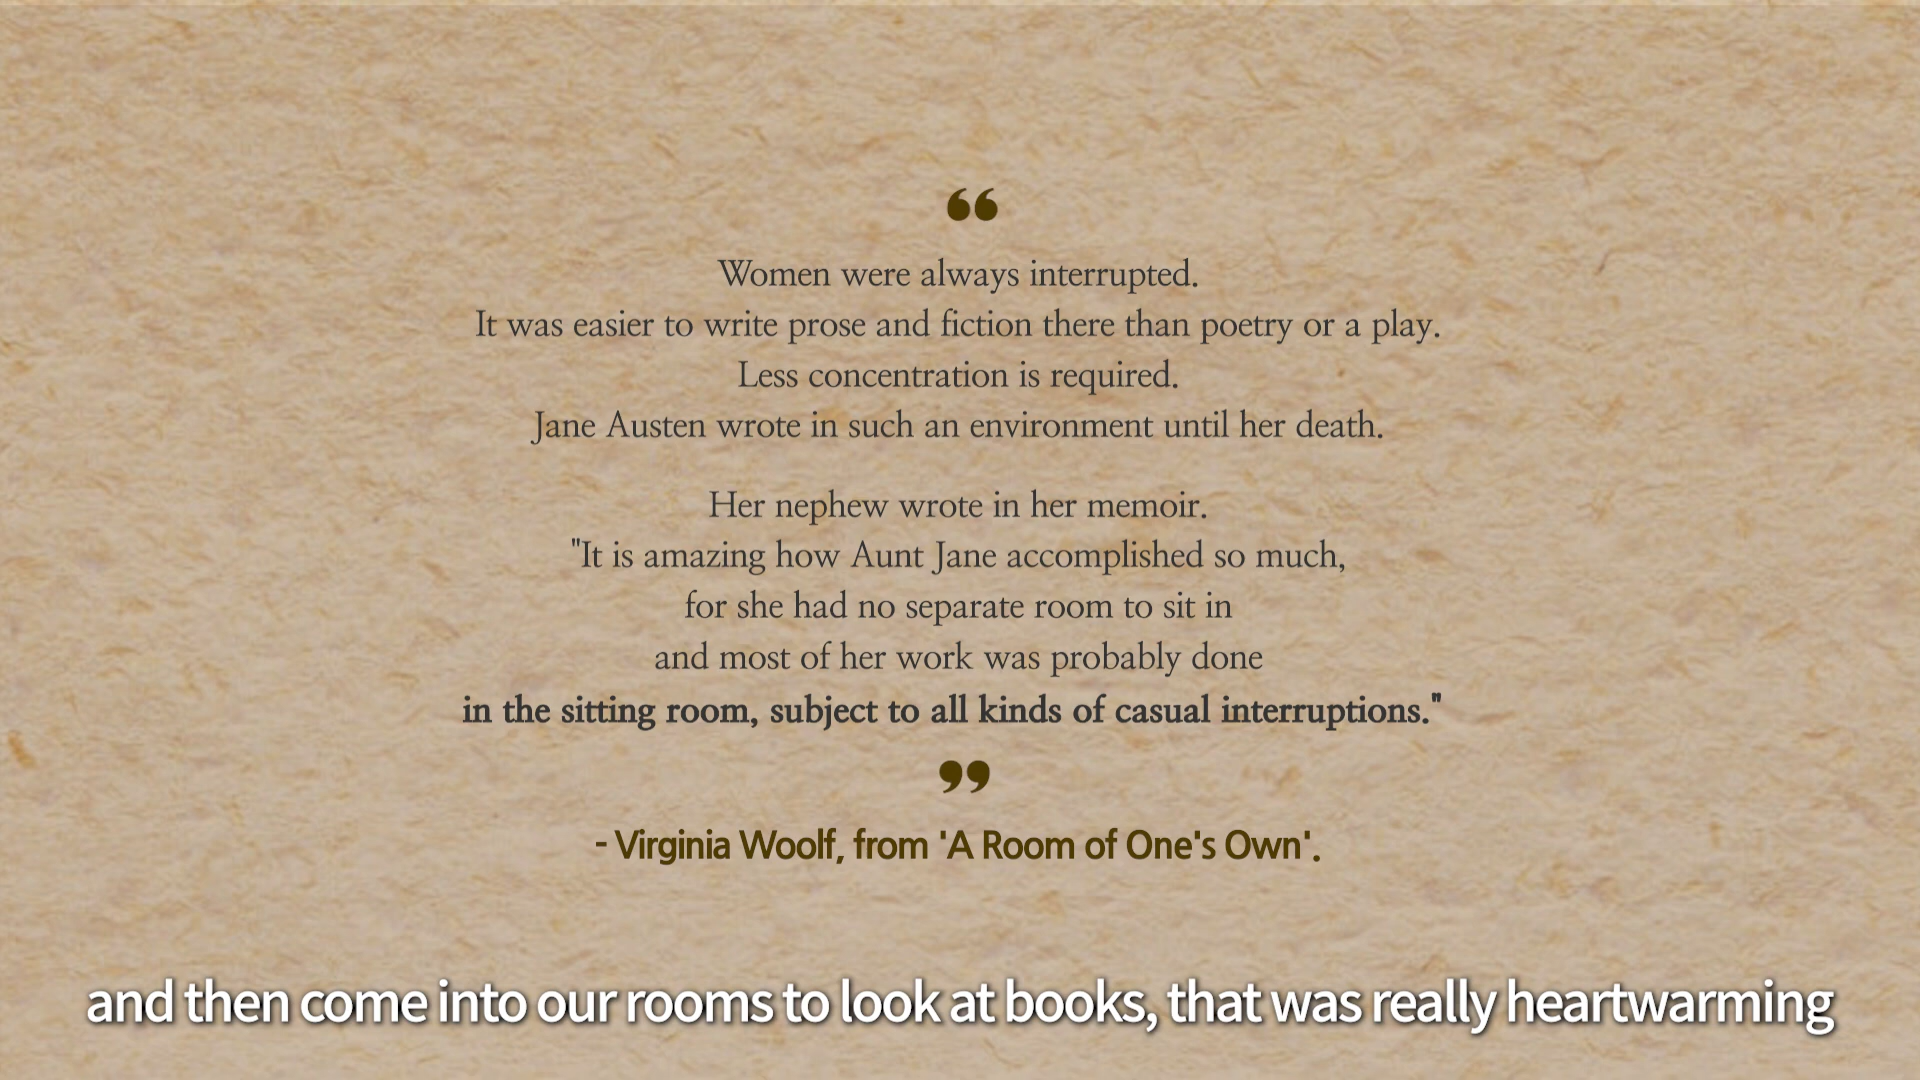 “
Women were always interrupted.
It was easier to write prose and fiction there than poetry or a play.
Less concentration is required.
Jane Austen wrote in such an environment until her death.
Her nephew wrote in her memoir.
"It is amazing how Aunt Jane accomplished so much,
for she had no separate room to sit in
and most of her work was probably done
in the sitting room, subject to all kinds of casual interruptions."
”
- Virginia Woolf, from 'A Room of One's Own'.
and then come into our rooms to look at books, that was really heartwarming